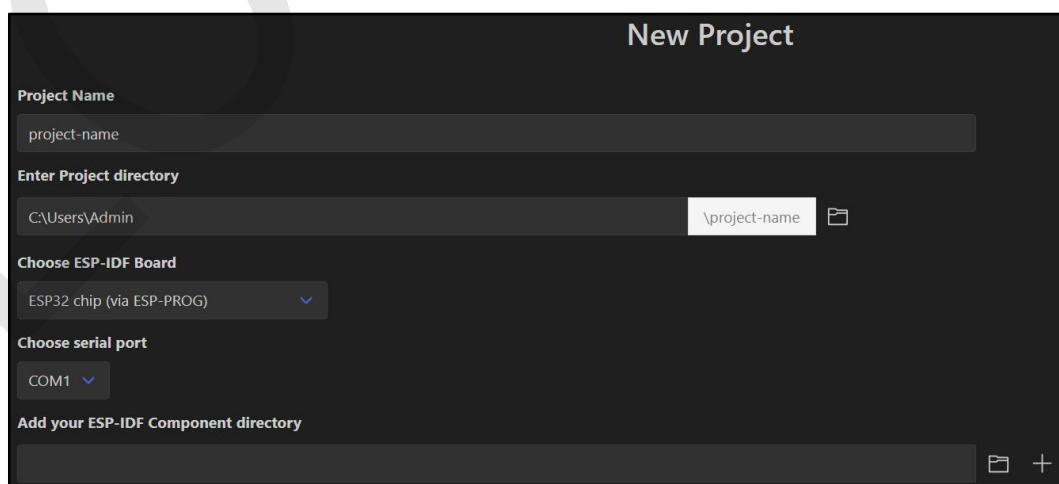 New Project
Project Name
project-name
Enter Project directory
C:\Users\Admin
\project-name
Choose ESP-IDF Board
ESP32 chip (via ESP-PROG)
Choose serial port
COM1
Add your ESP-IDF Component directory